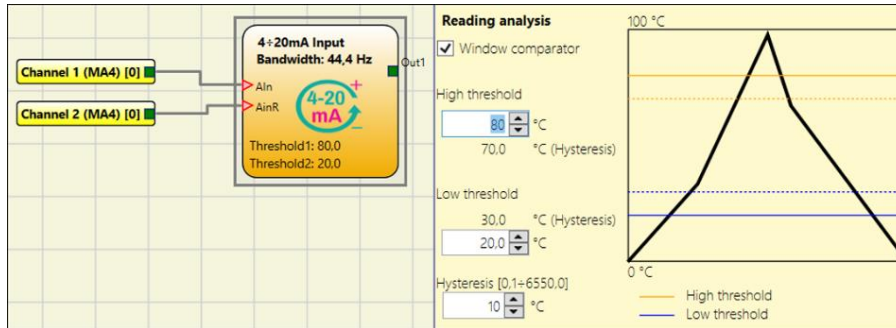 4÷20mA Input
Bandwidth: 44,4 Hz
Out1
Channel 1 (MA4) [0]
Channel 2 (MA4) [0]
AIn
AinR
4-20
mA
Threshold1: 80,0
Threshold2: 20,0
Reading analysis
Window comparator
High threshold
80 °C
70,0 °C (Hysteresis)
Low threshold
30,0 °C (Hysteresis)
20,0 °C
Hysteresis [0,1÷6550,0]
10 °C
100 °C
0 °C
High threshold
Low threshold